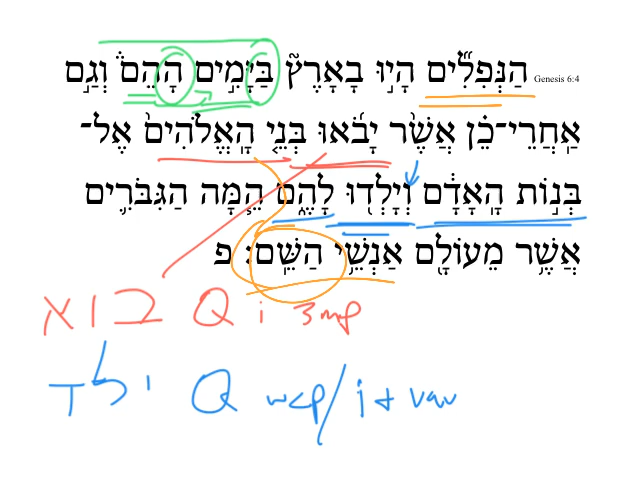 הַנְּפִלִ֞ים הָי֣וּ בָאָרֶץ֮ בַּיָּמִ֣ים הָהֵם֒ וְגַ֣ם Genesis 6:4
אַֽחֲרֵי־כֵ֗ן אֲשֶׁ֨ר יָבֹ֜אוּ בְּנֵ֤י הָֽאֱלֹהִים֙ אֶל־
בְּנ֣וֹת הָֽאָדָ֔ם וְיָלְד֖וּ לָהֶ֑ם הֵ֧מָּה הַגִּבֹּרִ֛ים
אֲשֶׁ֥ר מֵעוֹלָ֖ם אַנְשֵׁ֥י הַשֵּֽׁם׃ פ
בוא Q i 3mp
ילד Q wcp/i+vav